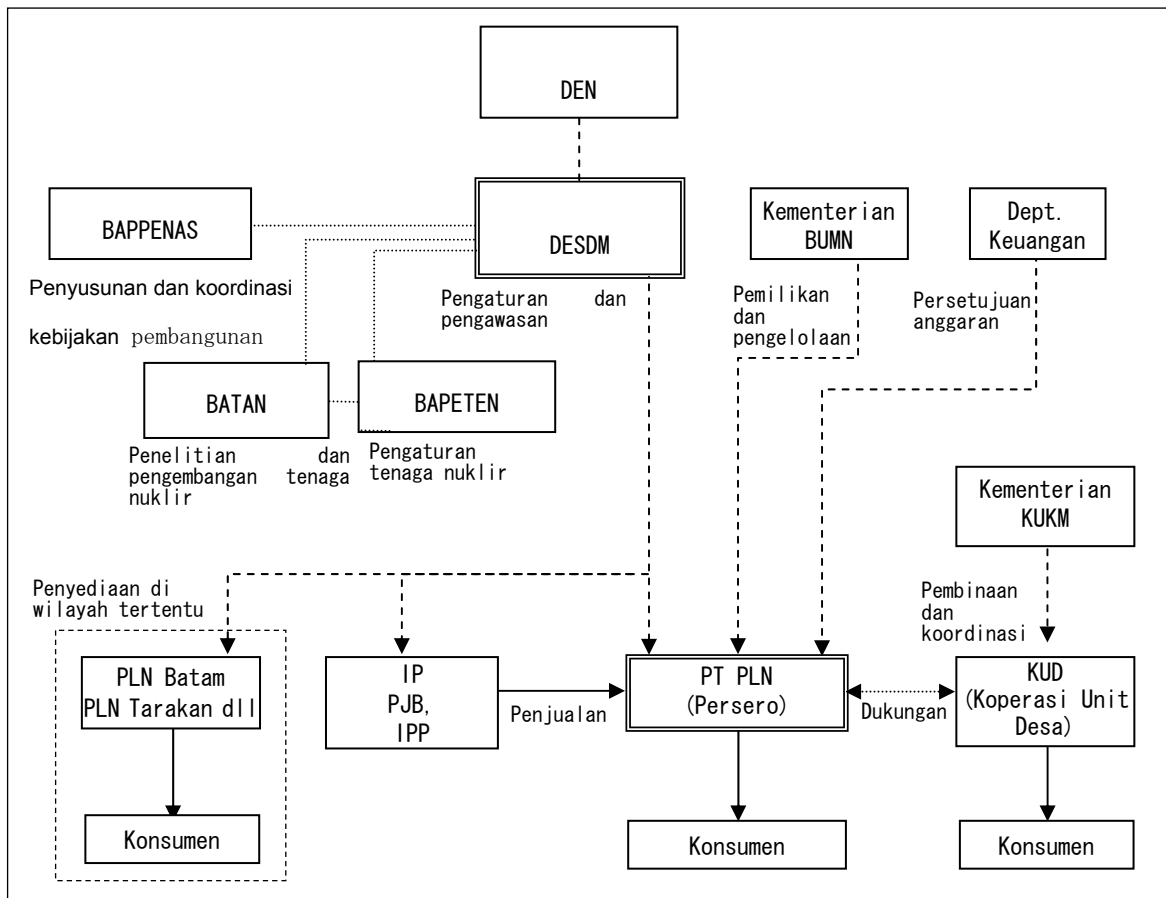 DEN
BAPPENAS
DESDM
Kementerian
BUMN
Dept.
Keuangan
Penyusunan dan koordinasi
kebijakan pembangunan
Pengaturan dan
pengawasan
Pemilikan
dan
pengelolaan
Persetujuan
anggaran
BATAN
BAPETEN
Penelitian dan
pengembangan tenaga
nuklir
Pengaturan
tenaga nuklir
Kementerian
KUKM
Penyediaan di
wilayah tertentu
Pembinaan
dan
koordinasi
PLN Batam
PLN Tarakan dll
IP
PJB,
IPP
Penjualan
PT PLN
(Persero)
Dukungan
KUD
(Koperasi Unit
Desa)
Konsumen
Konsumen
Konsumen